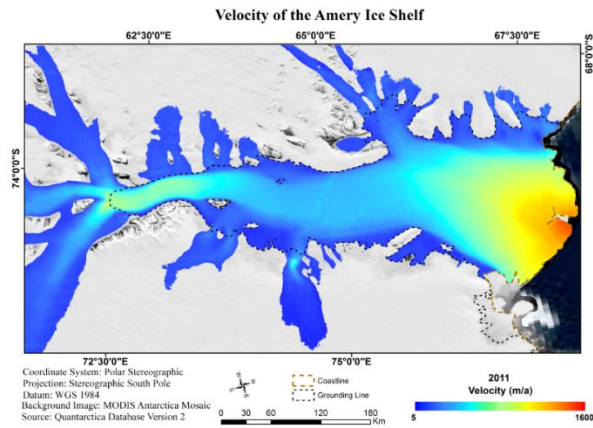 Velocity of the Amery Ice Shelf
62°30'0"E 65°0'0"E 67°30'0"E
68°0'0"S
74°0'0"S
74°0'0"S
72°30'0"E 75°0'0"E
Coordinate System: Polar Stereographic
Projection: Stereographic South Pole
Datum: WGS 1984
Background Image: MODIS Antarctica Mosaic
Source: Quantarctica Database Version 2
Coastline
Grounding Line
0 30 60 120 180
Km
2011
Velocity (m/a)
5 1600